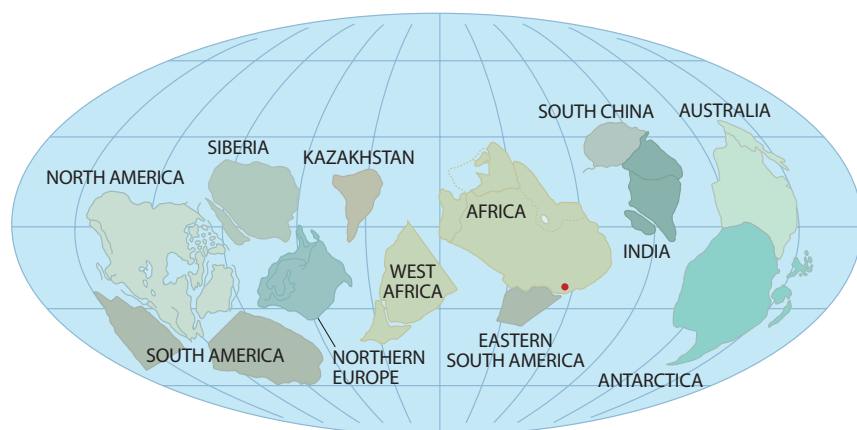 SOUTH CHINA
AUSTRALIA
SIBERIA
KAZAKHSTAN
NORTH AMERICA
AFRICA
INDIA
WEST
AFRICA
SOUTH AMERICA
NORTHERN
EUROPE
EASTERN
SOUTH AMERICA
ANTARCTICA